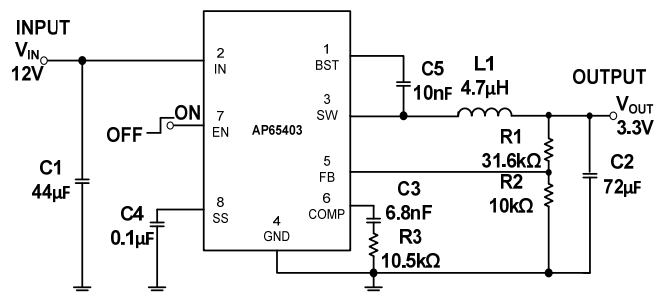 INPUT
VIN
12V
2
IN
ON
OFF
7
EN
C1
44µF
C4
0.1µF
8
SS
4
GND
AP65403
1
BST
C5
10nF
3
SW
L1
4.7µH
OUTPUT
VOUT
3.3V
R1
31.6kΩ
5
FB
R2
10kΩ
C2
72µF
6
COMP
C3
6.8nF
R3
10.5kΩ